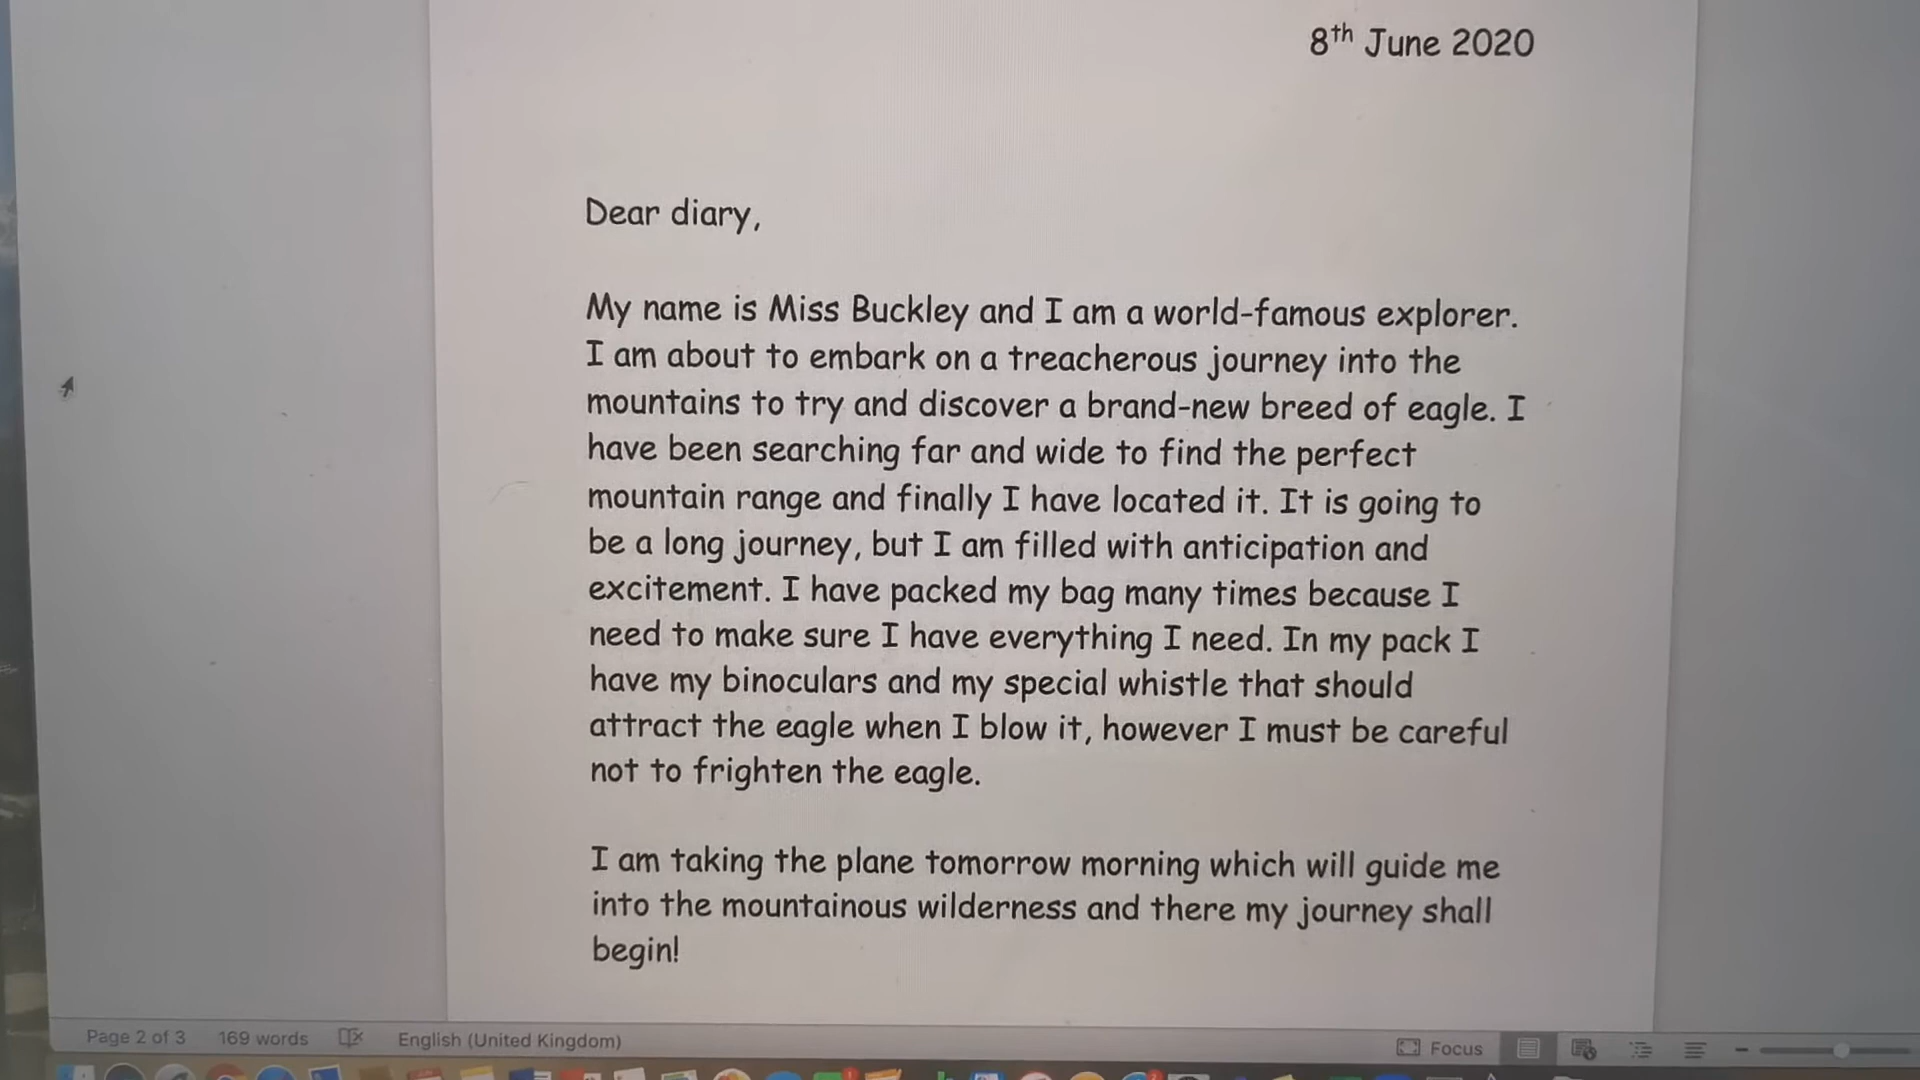 8th June 2020
Dear diary,
My name is Miss Buckley and I am a world-famous explorer.
I am about to embark on a treacherous journey into the
mountains to try and discover a brand-new breed of eagle. I
have been searching far and wide to find the perfect
mountain range and finally I have located it. It is going to
be a long journey, but I am filled with anticipation and
excitement. I have packed my bag many times because I
need to make sure I have everything I need. In my pack I
have my binoculars and my special whistle that should
attract the eagle when I blow it, however I must be careful
not to frighten the eagle.
I am taking the plane tomorrow morning which will guide me
into the mountainous wilderness and there my journey shall
begin!
Page 2 of 3 169 words English (United Kingdom) Focus